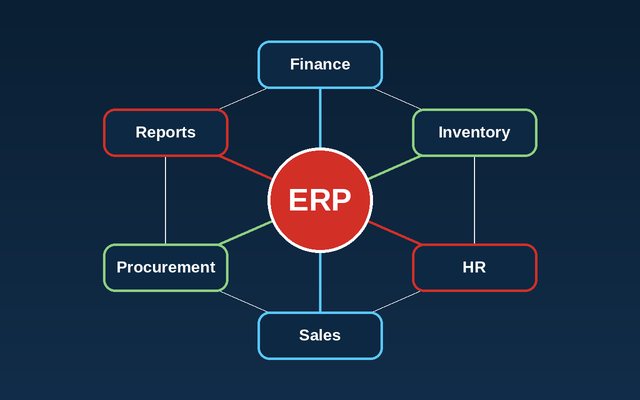 Finance
Reports
Inventory
ERP
Procurement
HR
Sales